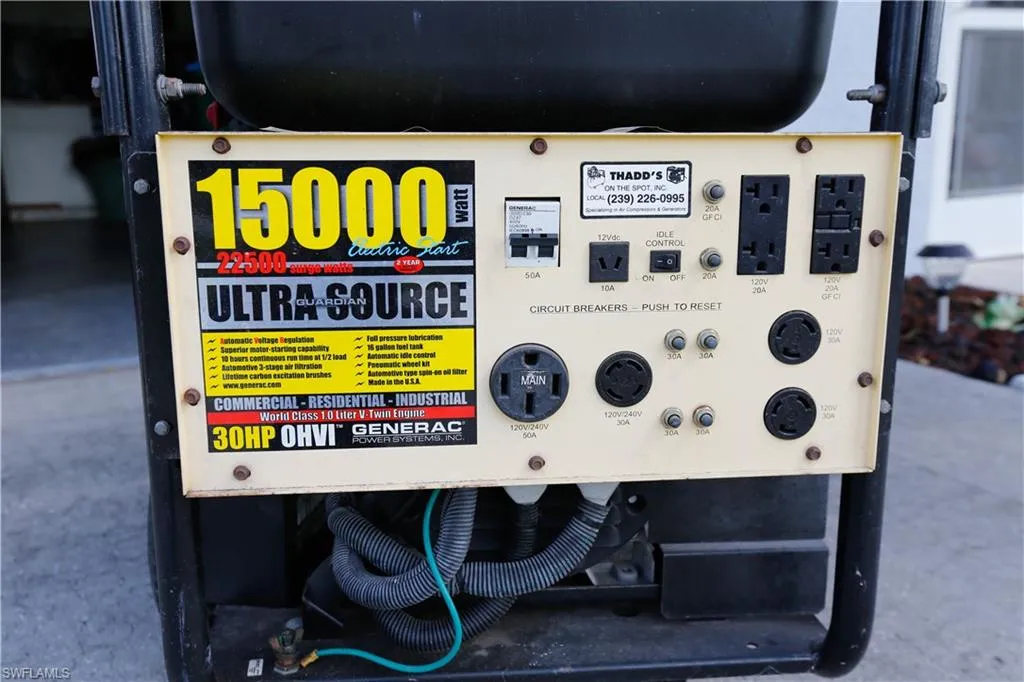 15000
watt
Electric Start
22500 surge watts
2 YEAR
ULTRA SOURCE
GUARDIAN
Automatic Voltage Regulation
Superior motor-starting capability
10 hours continuous run time at 1/2 load
Automotive 3-stage air filtration
Lifetime carbon excitation brushes
www.generac.com
Full pressure lubrication
16 gallon fuel tank
Automatic idle control
Pneumatic wheel kit
Automotive type spin-on oil filter
Made in the U.S.A.
COMMERCIAL - RESIDENTIAL - INDUSTRIAL
World Class 1.0 Liter V-Twin Engine
30HP OHVI™
GENERAC
POWER SYSTEMS, INC.
GENERAC
50A
THADD'S
ON THE SPOT, INC.
LOCAL (239) 226-0995
Specializing in Air Compressors & Generators
12Vdc
10A
IDLE
CONTROL
ON OFF
20A
GFCI
20A
120V
20A
120V
20A
GFCI
CIRCUIT BREAKERS – PUSH TO RESET
MAIN
120V/240V
50A
120V/240V
30A
30A
30A
30A
30A
120V
30A
120V
30A
SWFLAMLS